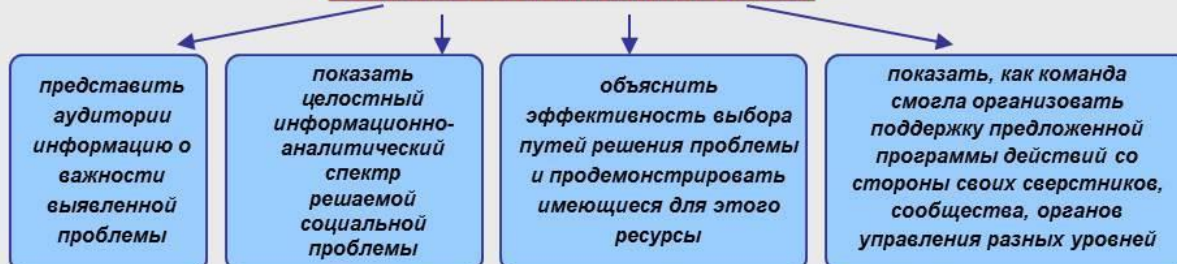 представить
аудитории
информацию о
важности
выявленной
проблемы
показать
целостный
информационно-
аналитический
спектр
решаемой
социальной
проблемы
объяснить
эффективность выбора
путей решения проблемы
и продемонстрировать
имеющиеся для этого
ресурсы
показать, как команда
смогла организовать
поддержку предложенной
программы действий со
стороны своих сверстников,
сообщества, органов
управления разных уровней